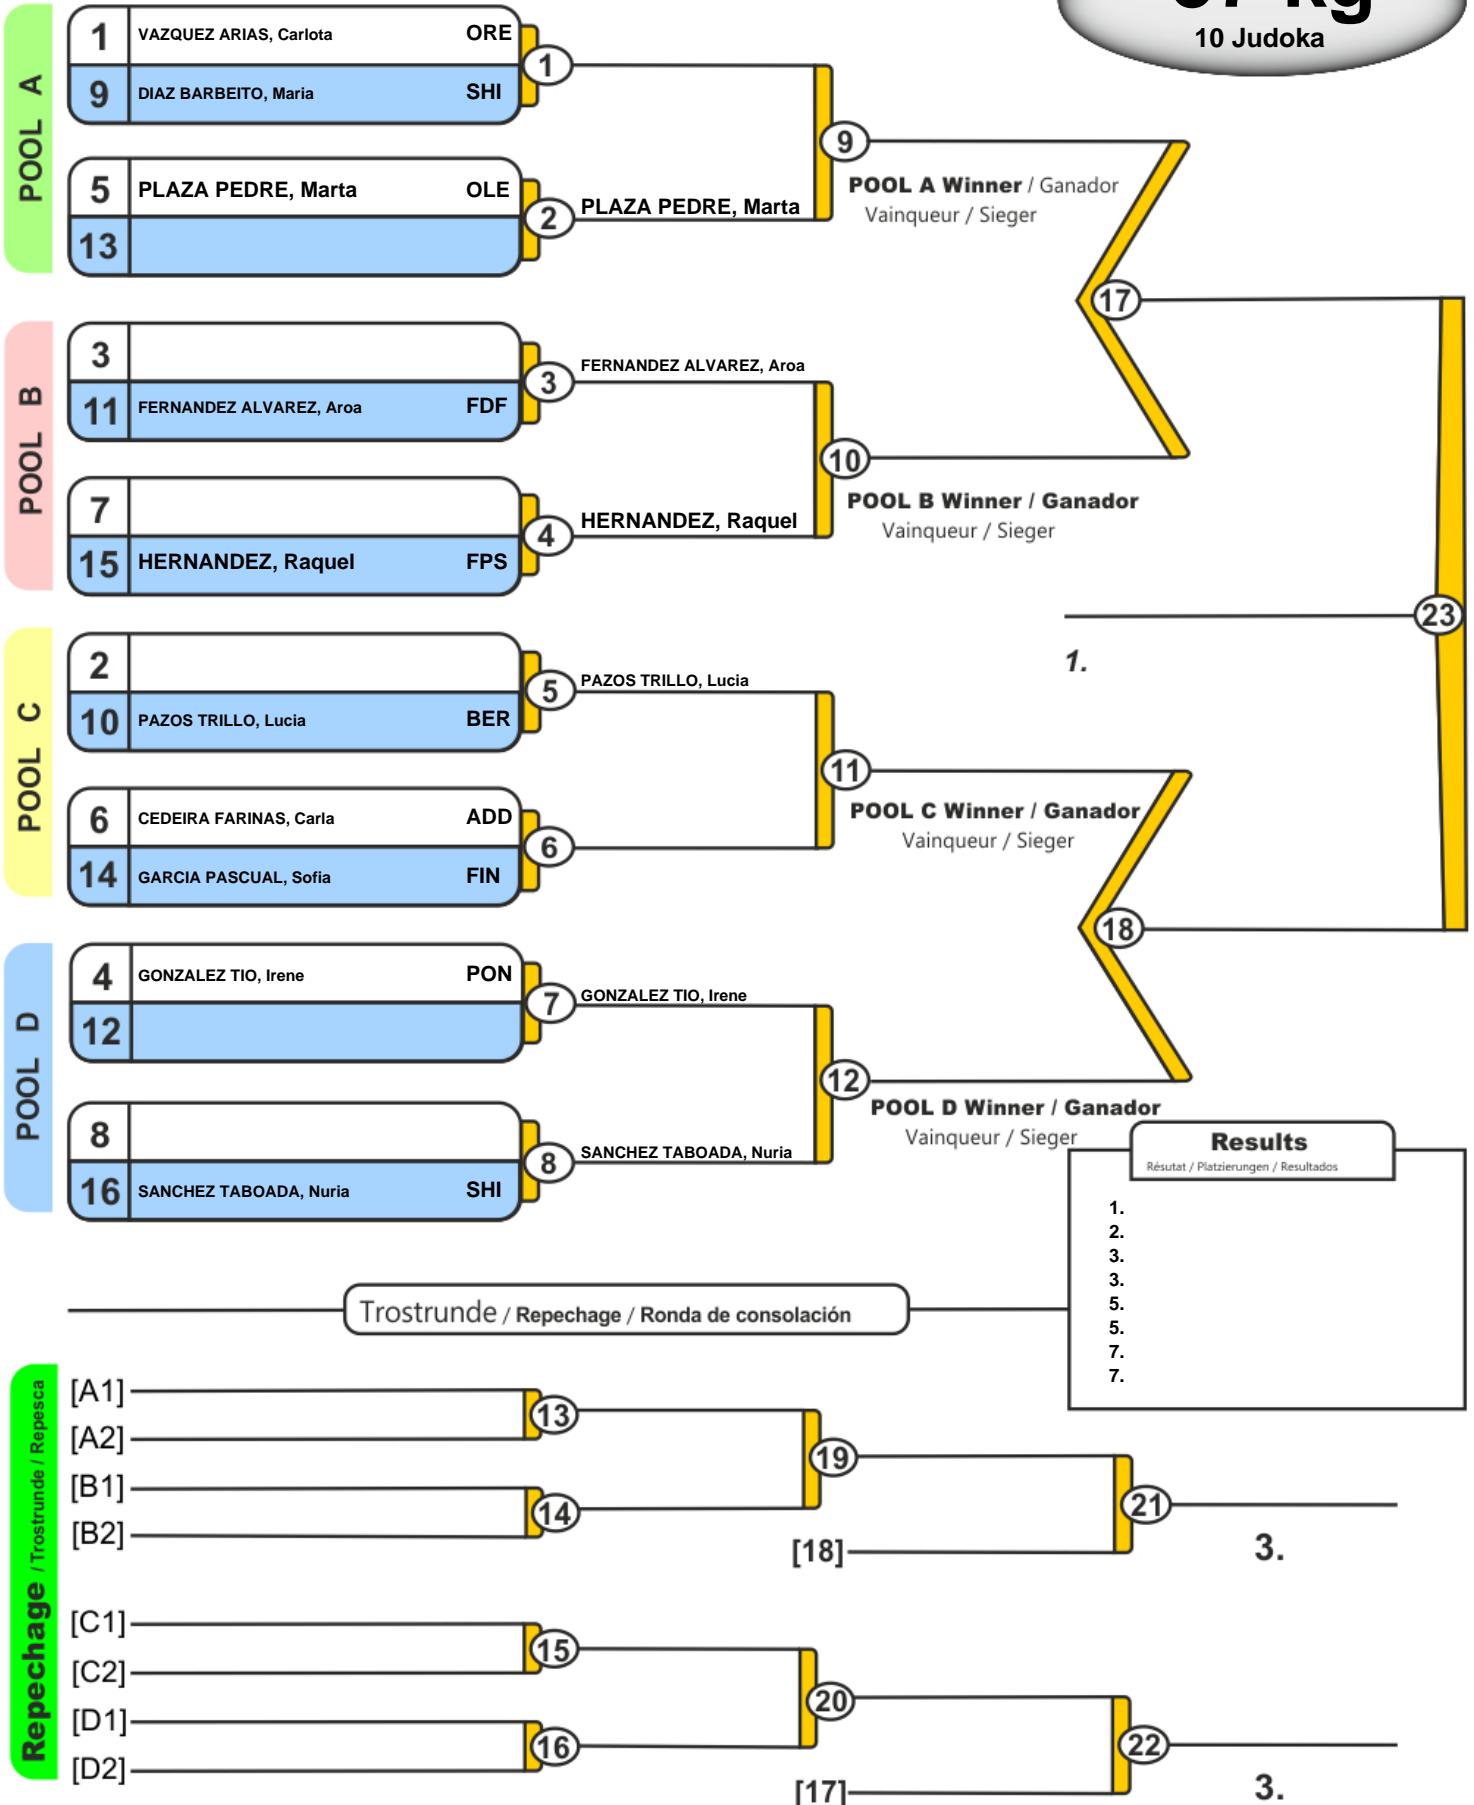 10 Judoka
POOL A
1 VAZQUEZ ARIAS, Carlota ORE
9 DIAZ BARBEITO, Maria SHI
1
5 PLAZA PEDRE, Marta OLE
13
2
PLAZA PEDRE, Marta
9
POOL A Winner / Ganador
Vainqueur / Sieger
POOL B
3
11 FERNANDEZ ALVAREZ, Aroa FDF
3
FERNANDEZ ALVAREZ, Aroa
7
15 HERNANDEZ, Raquel FPS
4
HERNANDEZ, Raquel
10
POOL B Winner / Ganador
Vainqueur / Sieger
17
POOL C
2
10 PAZOS TRILLO, Lucia BER
5
PAZOS TRILLO, Lucia
6 CEDEIRA FARINAS, Carla ADD
14 GARCIA PASCUAL, Sofia FIN
6
11
POOL C Winner / Ganador
Vainqueur / Sieger
POOL D
4 GONZALEZ TIO, Irene PON
12
7
GONZALEZ TIO, Irene
8
16 SANCHEZ TABOADA, Nuria SHI
8
SANCHEZ TABOADA, Nuria
12
POOL D Winner / Ganador
Vainqueur / Sieger
18
23
1.
Results
Résutat / Platzierungen / Resultados
1.
2.
3.
3.
5.
5.
7.
7.
Trostrunde / Repechage / Ronda de consolación
Repechage / Trostrunde / Repesca
[A1]
[A2]
13
[B1]
[B2]
14
19
[18]
21
3.
[C1]
[C2]
15
[D1]
[D2]
16
20
[17]
22
3.